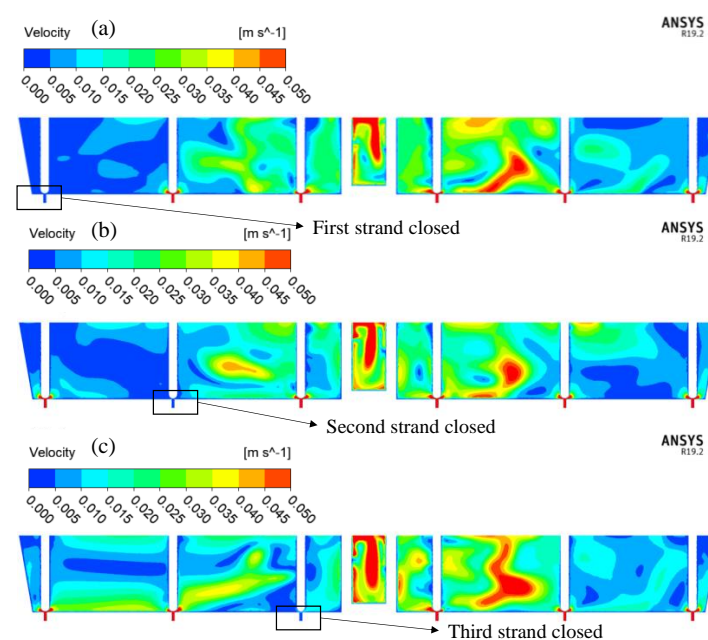 Velocity (a) [m s^-1] ANSYS
R19.2
0.000 0.005 0.010 0.015 0.020 0.025 0.030 0.035 0.040 0.045 0.050
First strand closed
Velocity (b) [m s^-1] ANSYS
R19.2
0.000 0.005 0.010 0.015 0.020 0.025 0.030 0.035 0.040 0.045 0.050
Second strand closed
Velocity (c) [m s^-1] ANSYS
R19.2
0.000 0.005 0.010 0.015 0.020 0.025 0.030 0.035 0.040 0.045 0.050
Third strand closed